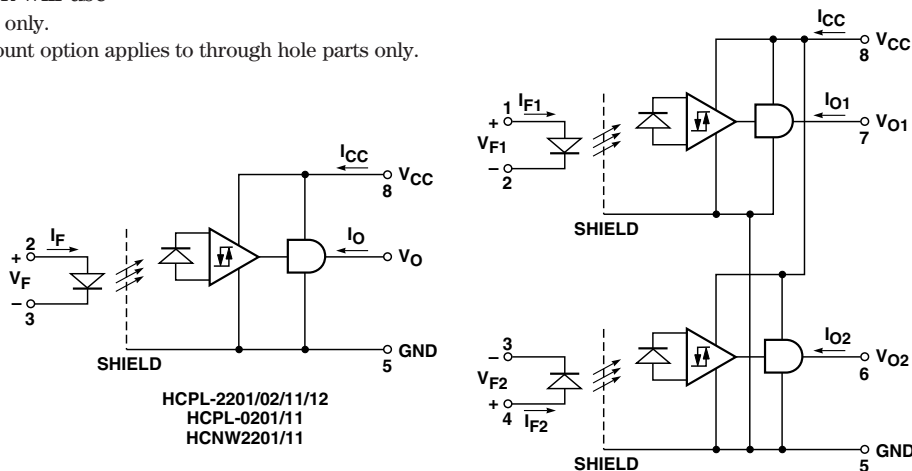 only.
ount option applies to through hole parts only.
ICC
VCC
8
2
+
IF
VF
–
3
IO
VO
SHIELD
GND
5
HCPL-2201/02/11/12
HCPL-0201/11
HCNW2201/11
ICC
VCC
8
1
+
IF1
VF1
–
2
IO1
VO1
7
SHIELD
3
–
VF2
+
4
IF2
IO2
VO2
6
SHIELD
GND
5